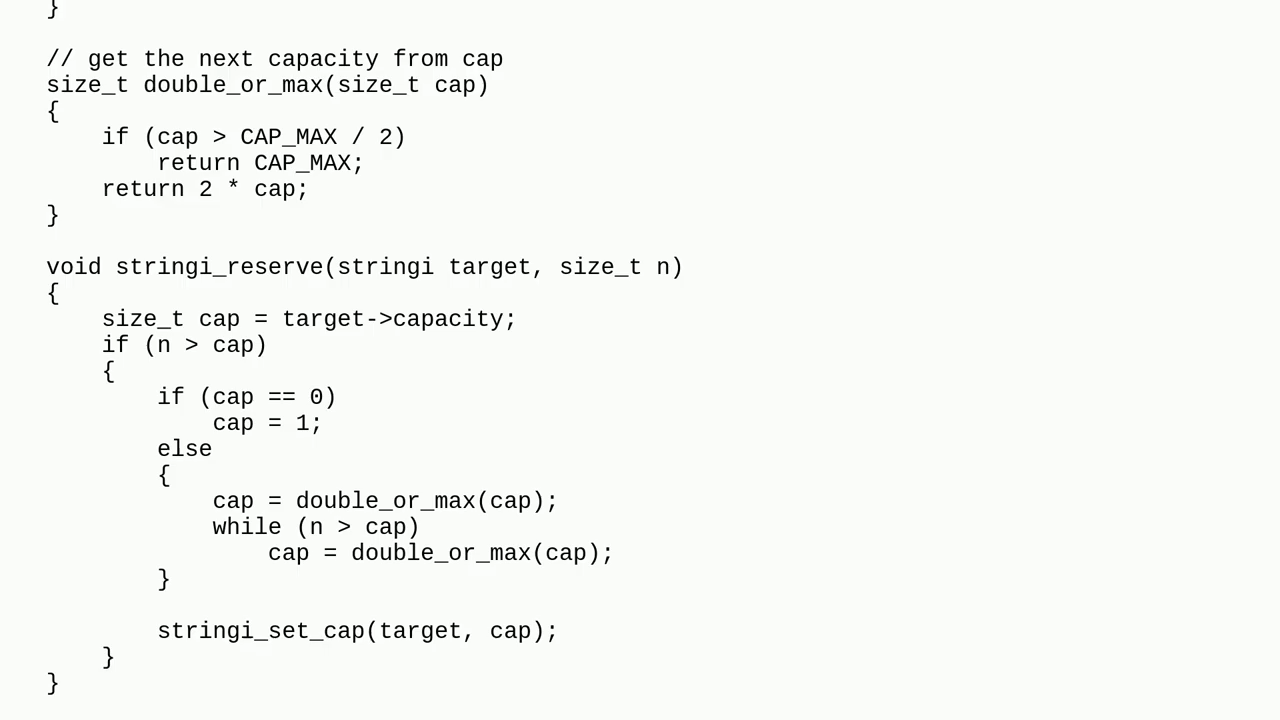 }
// get the next capacity from cap
size_t double_or_max(size_t cap)
{
    if (cap > CAP_MAX / 2)
        return CAP_MAX;
    return 2 * cap;
}
void stringi_reserve(stringi target, size_t n)
{
    size_t cap = target->capacity;
    if (n > cap)
    {
        if (cap == 0)
            cap = 1;
        else
        {
            cap = double_or_max(cap);
            while (n > cap)
                cap = double_or_max(cap);
        }
        stringi_set_cap(target, cap);
    }
}